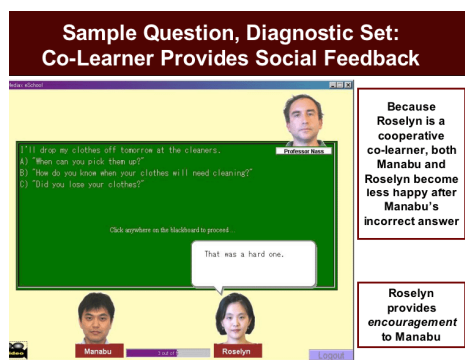 Sample Question, Diagnostic Set:
Co-Learner Provides Social Feedback
eSchool
Professor Nass
I'll drop my clothes off tomorrow at the cleaners.
A) "When can you pick them up?"
B) "How do you know when your clothes will need cleaning?"
C) "Did you lose your clothes?"
Click anywhere on the blackboard to proceed...
That was a hard one.
Manabu
3 out of
Roselyn
Logout
Because
Roselyn is a
cooperative
co-learner, both
Manabu and
Roselyn become
less happy after
Manabu's
incorrect answer
Roselyn
provides
encouragement
to Manabu